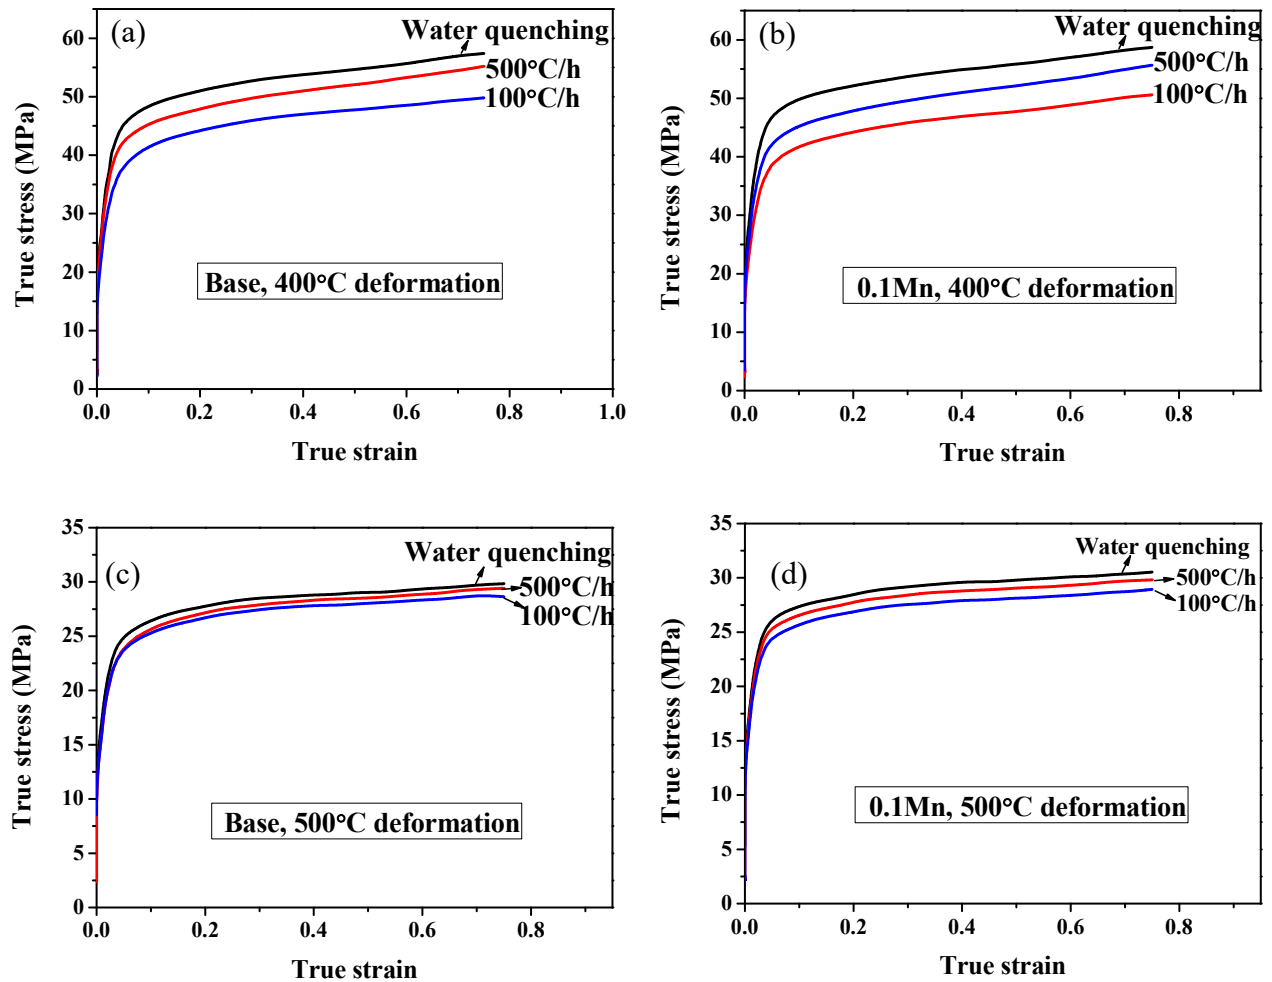 (a)
Water quenching
500°C/h
100°C/h
Base, 400°C deformation
True stress (MPa)
60
50
40
30
20
10
0
0.0 0.2 0.4 0.6 0.8 1.0
True strain
(b)
Water quenching
500°C/h
100°C/h
0.1Mn, 400°C deformation
True stress (MPa)
60
50
40
30
20
10
0
0.0 0.2 0.4 0.6 0.8
True strain
(c)
Water quenching
500°C/h
100°C/h
Base, 500°C deformation
True stress (MPa)
35
30
25
20
15
10
5
0
0.0 0.2 0.4 0.6 0.8
True strain
(d)
Water quenching
500°C/h
100°C/h
0.1Mn, 500°C deformation
True stress (MPa)
35
30
25
20
15
10
5
0
0.0 0.2 0.4 0.6 0.8
True strain